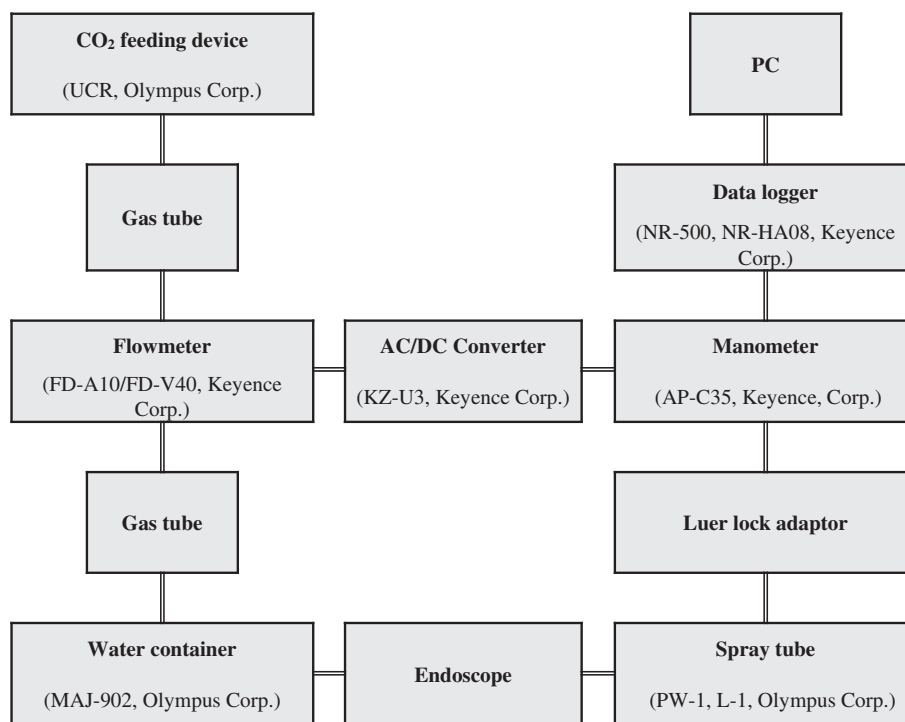 CO₂ feeding device
(UCR, Olympus Corp.)
PC
Gas tube
Data logger
(NR-500, NR-HA08, Keyence
Corp.)
Flowmeter
(FD-A10/FD-V40, Keyence
Corp.)
AC/DC Converter
(KZ-U3, Keyence Corp.)
Manometer
(AP-C35, Keyence, Corp.)
Gas tube
Luer lock adaptor
Water container
(MAJ-902, Olympus Corp.)
Endoscope
Spray tube
(PW-1, L-1, Olympus Corp.)